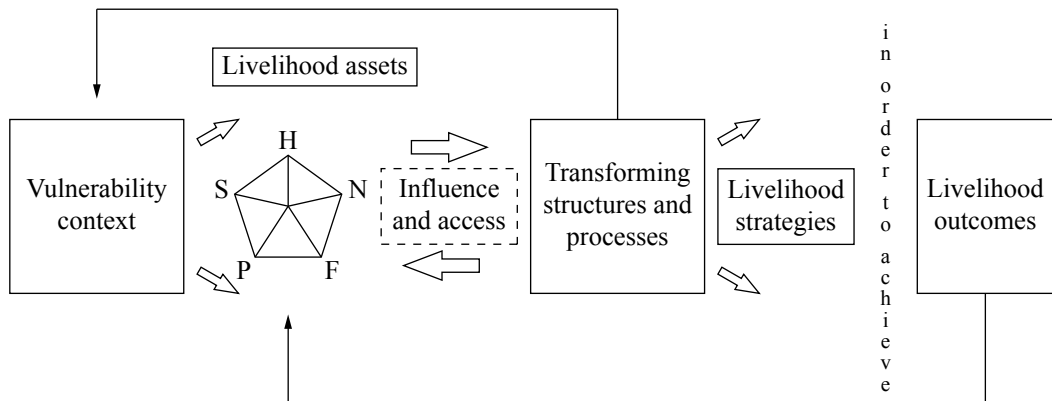 Livelihood assets
Vulnerability
context
H
S
N
P
F
Influence
and access
Transforming
structures and
processes
Livelihood
strategies
in order to achieve
Livelihood
outcomes